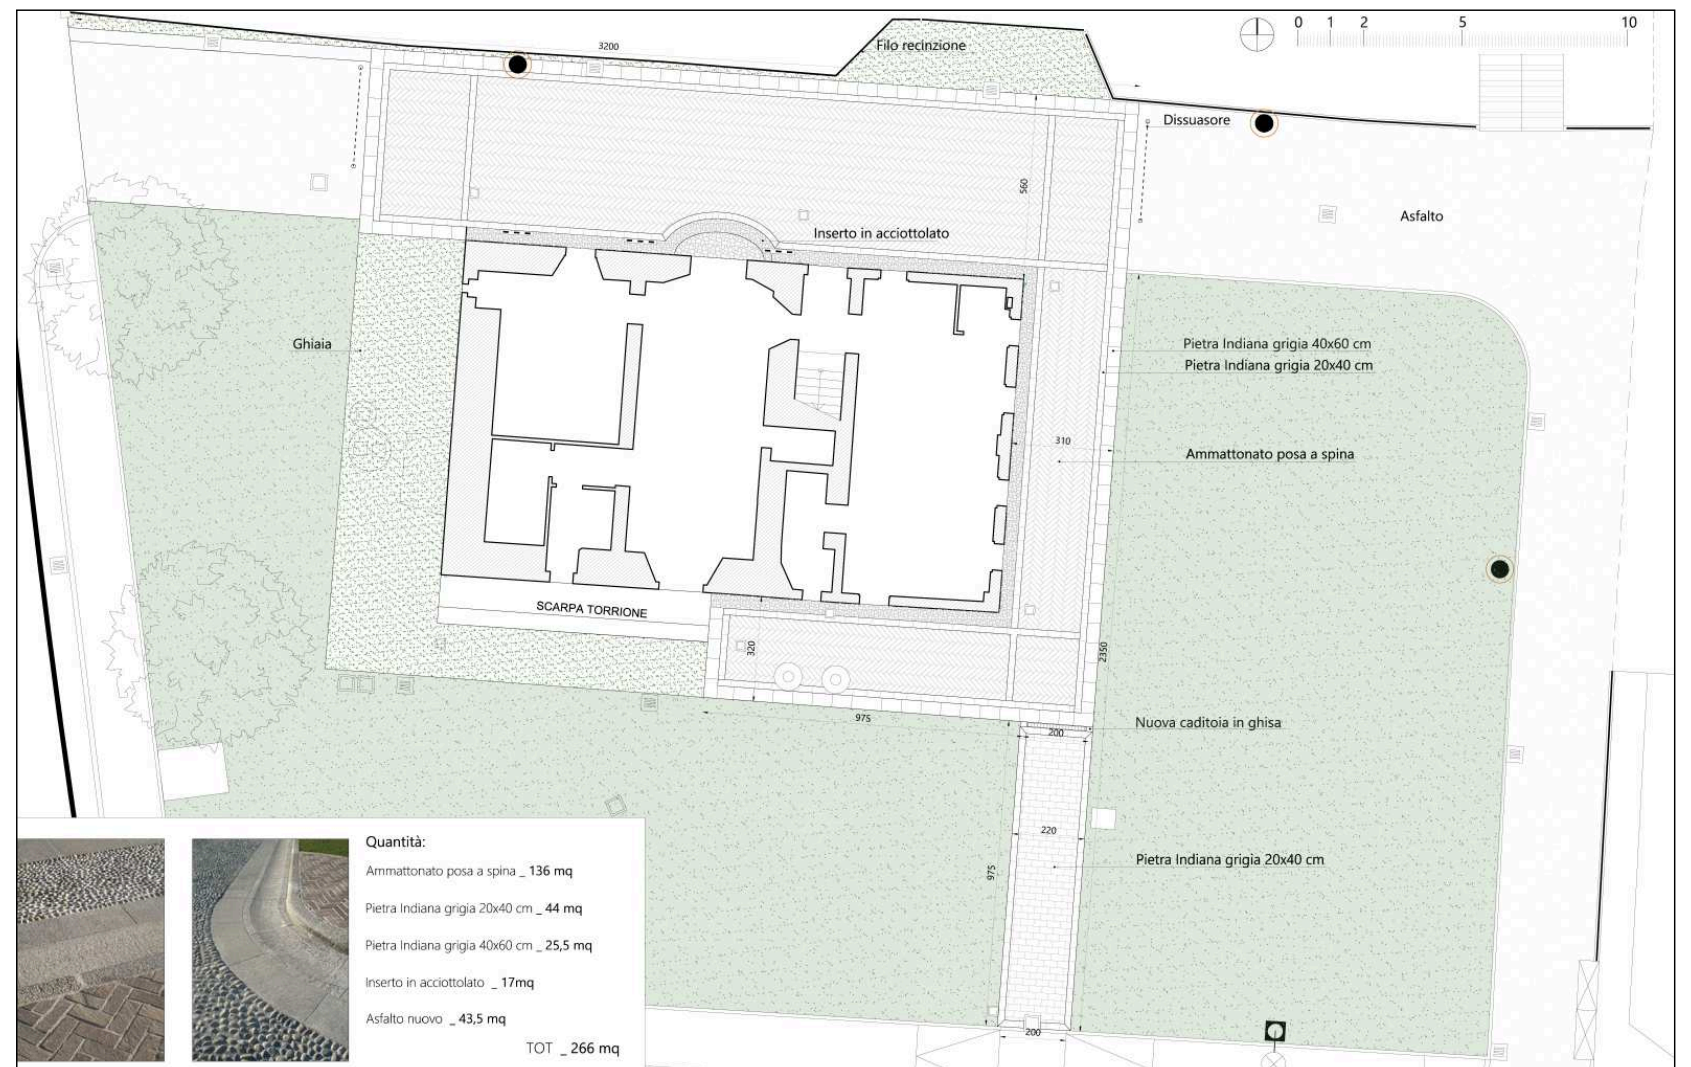 0 1 2 5 10
3200
Filo recinzione
Dissuasore
560
Asfalto
Inserto in acciottolato
Ghiaia
Pietra Indiana grigia 40x60 cm
Pietra Indiana grigia 20x40 cm
310
Ammattonato posa a spina
SCARPA TORRIONE
320
2350
975
200
Nuova caditoia in ghisa
220
975
Pietra Indiana grigia 20x40 cm
200
Quantità:
Ammattonato posa a spina _ 136 mq
Pietra Indiana grigia 20x40 cm _ 44 mq
Pietra Indiana grigia 40x60 cm _ 25,5 mq
Inserto in acciottolato _ 17mq
Asfalto nuovo _ 43,5 mq
TOT _ 266 mq